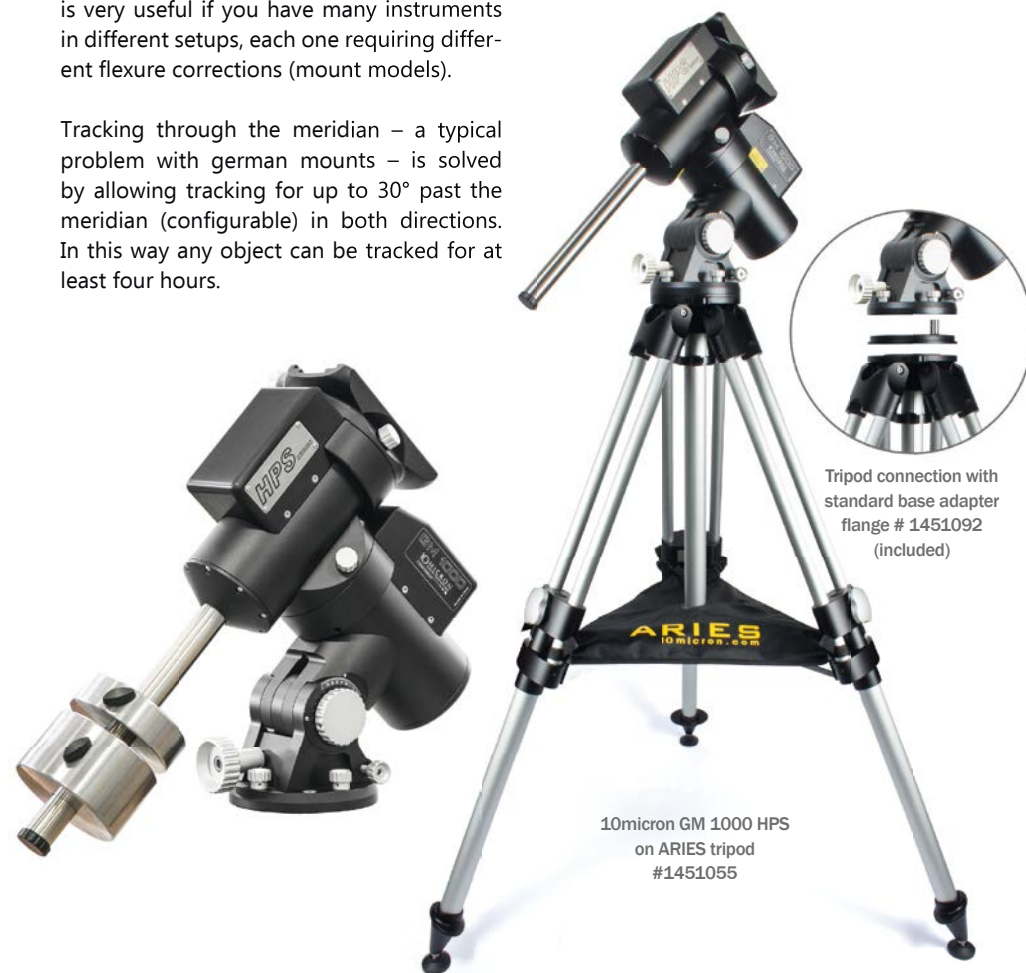 is very useful if you have many instruments
in different setups, each one requiring differ-
ent flexure corrections (mount models).
Tracking through the meridian – a typical
problem with german mounts – is solved
by allowing tracking for up to 30° past the
meridian (configurable) in both directions.
In this way any object can be tracked for at
least four hours.
HPS
GM 1000
HPS
GM 1000
10MICRON
Tripod connection with
standard base adapter
flange # 1451092
(included)
ARIES
10micron.com
10micron GM 1000 HPS
on ARIES tripod
#1451055